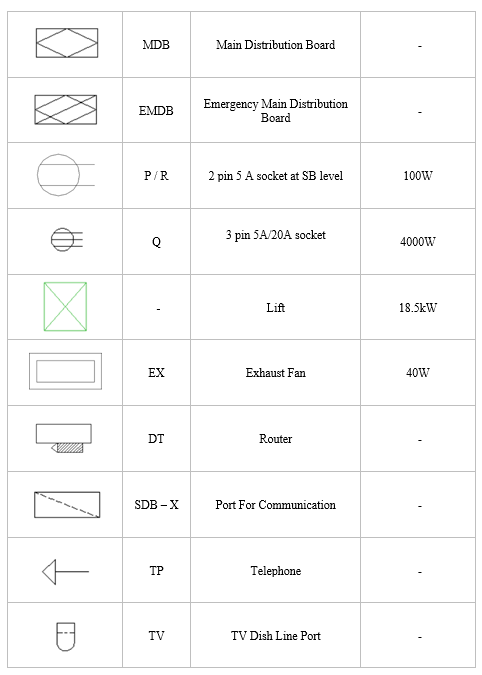 MDB Main Distribution Board -
EMDB Emergency Main Distribution
Board -
P / R 2 pin 5 A socket at SB level 100W
Q 3 pin 5A/20A socket 4000W
- Lift 18.5kW
EX Exhaust Fan 40W
DT Router -
SDB – X Port For Communication -
TP Telephone -
TV TV Dish Line Port -